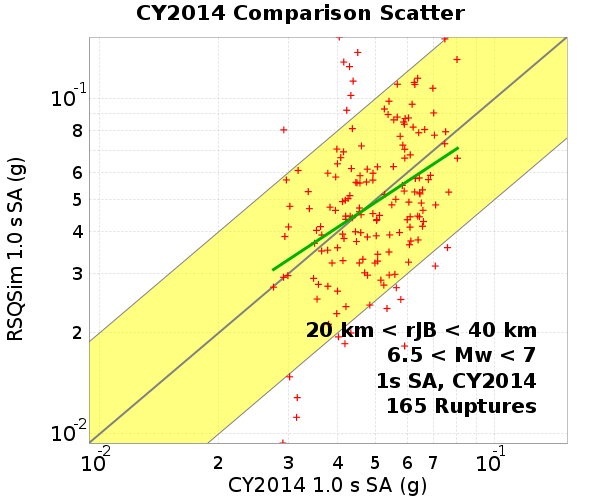 CY2014 Comparison Scatter
RSQSim 1.0 s SA (g)
10⁻¹
8
6
5
4
3
2
10⁻²
20 km < rJB < 40 km
6.5 < Mw < 7
1s SA, CY2014
165 Ruptures
10⁻² 2 3 4 5 6 7 10⁻¹
CY2014 1.0 s SA (g)